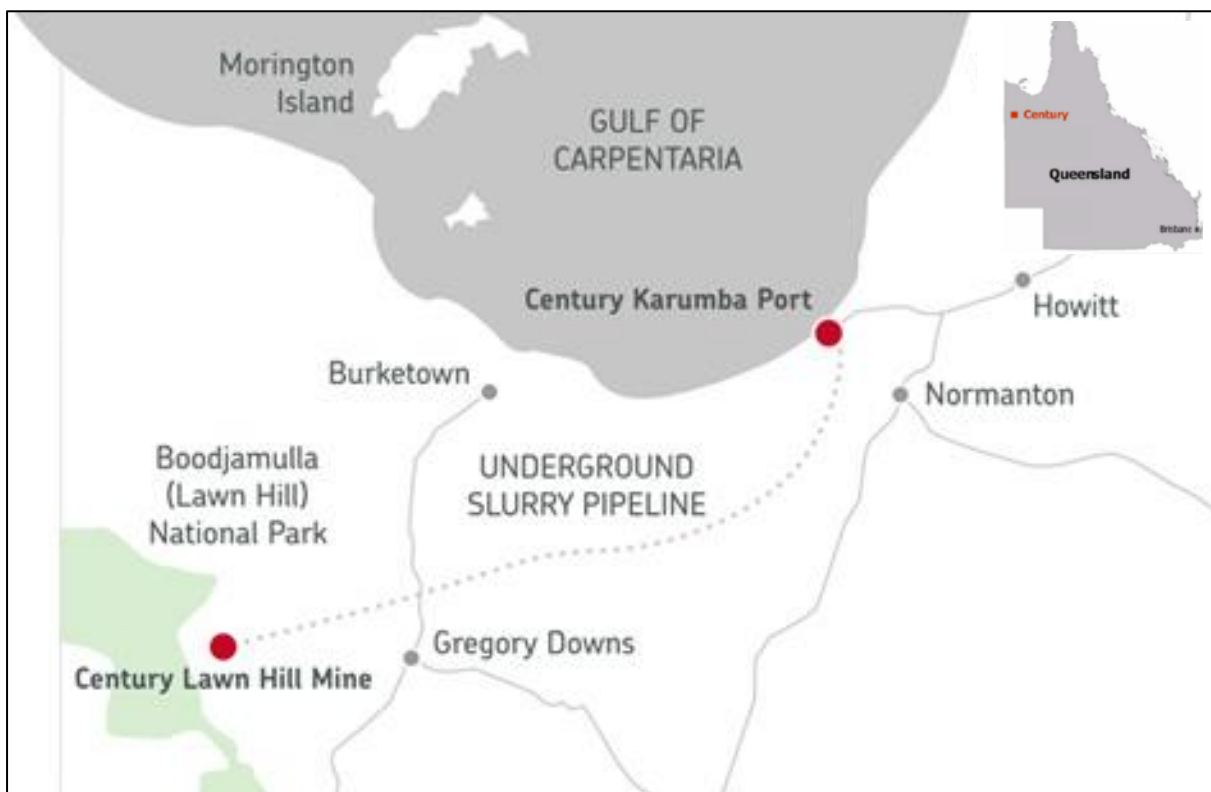 Morington
Island
GULF OF
CARPENTARIA
Century
Queensland
Brisbane
Century Karumba Port
Howitt
Burketown
Normanton
Boodjamulla
(Lawn Hill)
National Park
UNDERGROUND
SLURRY PIPELINE
Gregory Downs
Century Lawn Hill Mine